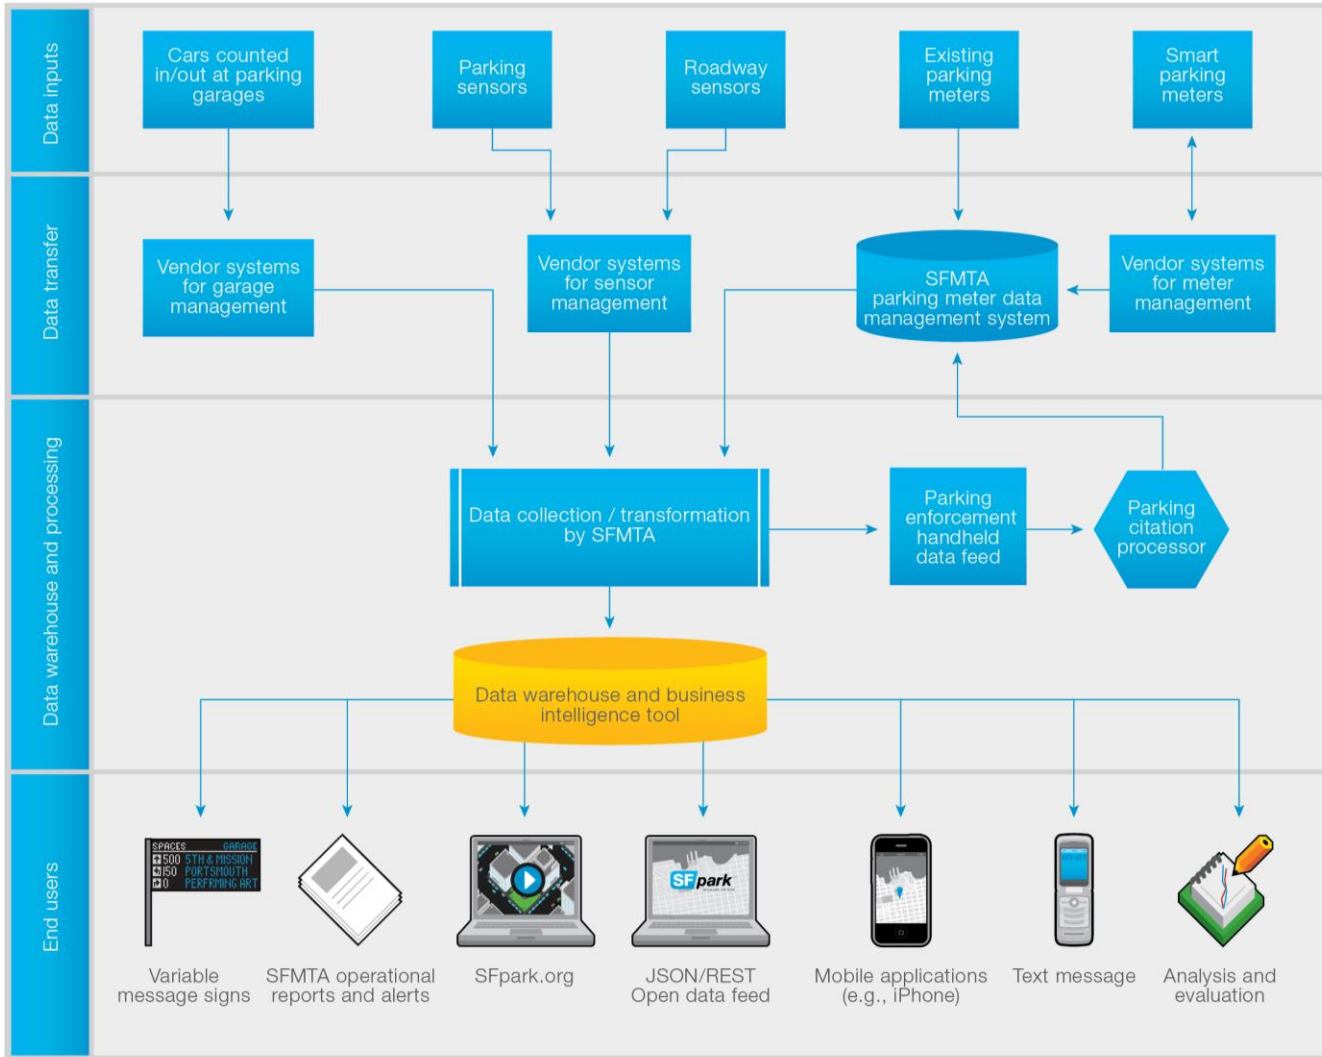 Data inputs
Cars counted
in/out at parking
garages
Parking
sensors
Roadway
sensors
Existing
parking
meters
Smart
parking
meters
Data transfer
Vendor systems
for garage
management
Vendor systems
for sensor
management
SFMTA
parking meter data
management system
Vendor systems
for meter
management
Data warehouse and processing
Data collection / transformation
by SFMTA
Parking
enforcement
handheld
data feed
Parking
citation
processor
Data warehouse and business
intelligence tool
End users
SPACES GARAGE
500 5TH & MISSION
150 PORTSMOUTH
0 PERFRMING ART
SFpark
Variable
message signs
SFMTA operational
reports and alerts
SFpark.org
JSON/REST
Open data feed
Mobile applications
(e.g., iPhone)
Text message
Analysis and
evaluation